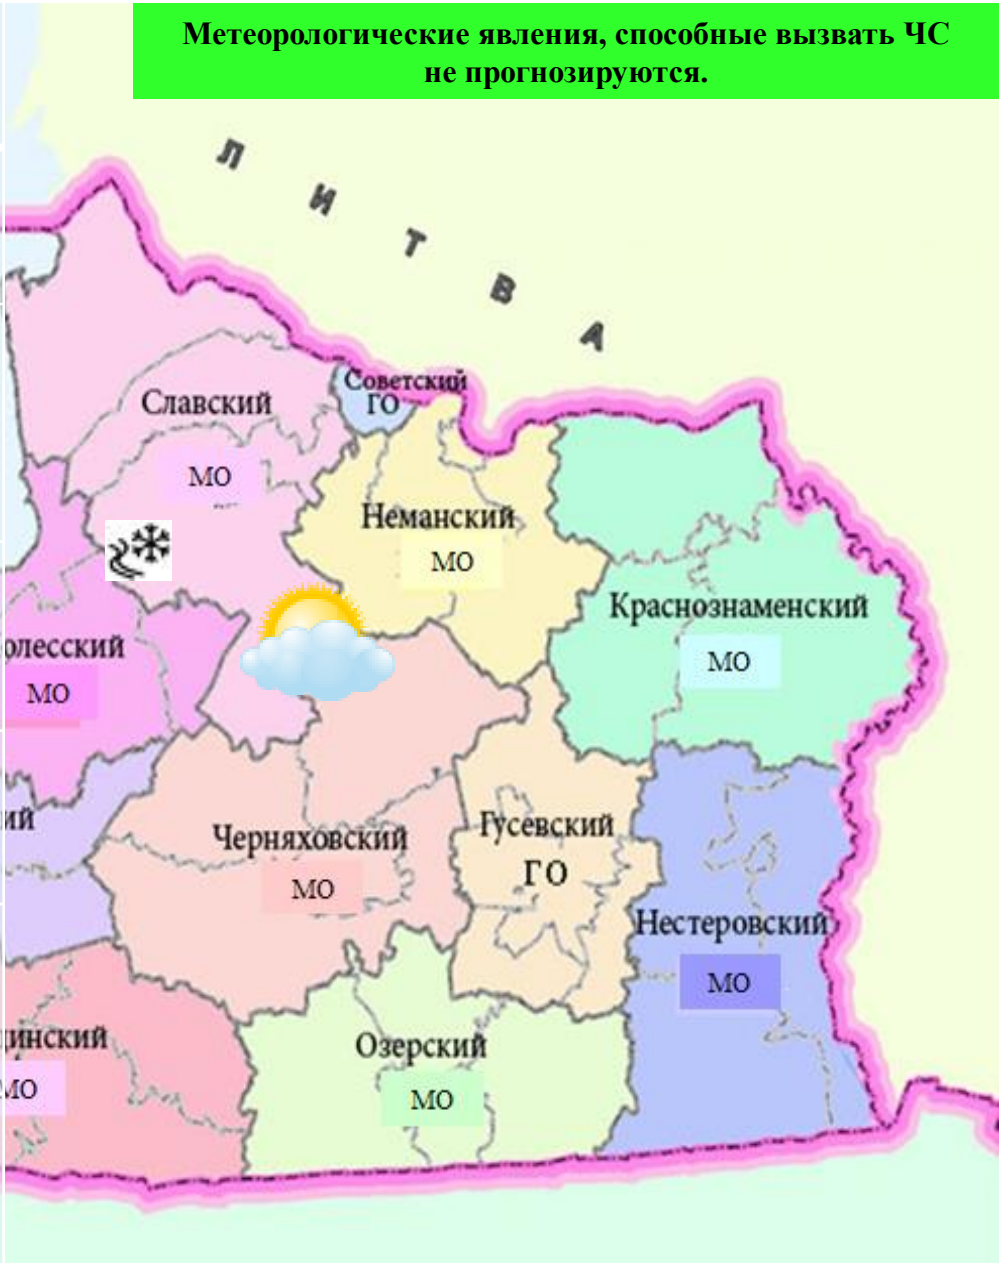 Метеорологические явления, способные вызвать ЧС
не прогнозируются.
ЛИТВА
Советский
ГО
Славский
МО
Неманский
МО
Краснознаменский
МО
олесский
МО
ий
Черняховский
МО
Гусевский
ГО
Нестеровский
МО
инский
МО
Озерский
МО